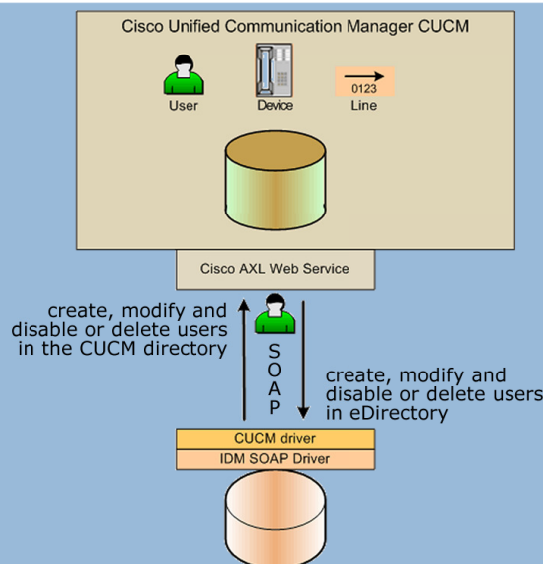 Cisco Unified Communication Manager CUCM
User
Device
0123
Line
Cisco AXL Web Service
create, modify and
disable or delete users
in the CUCM directory
S
O
A
P
create, modify and
disable or delete users
in eDirectory
CUCM driver
IDM SOAP Driver